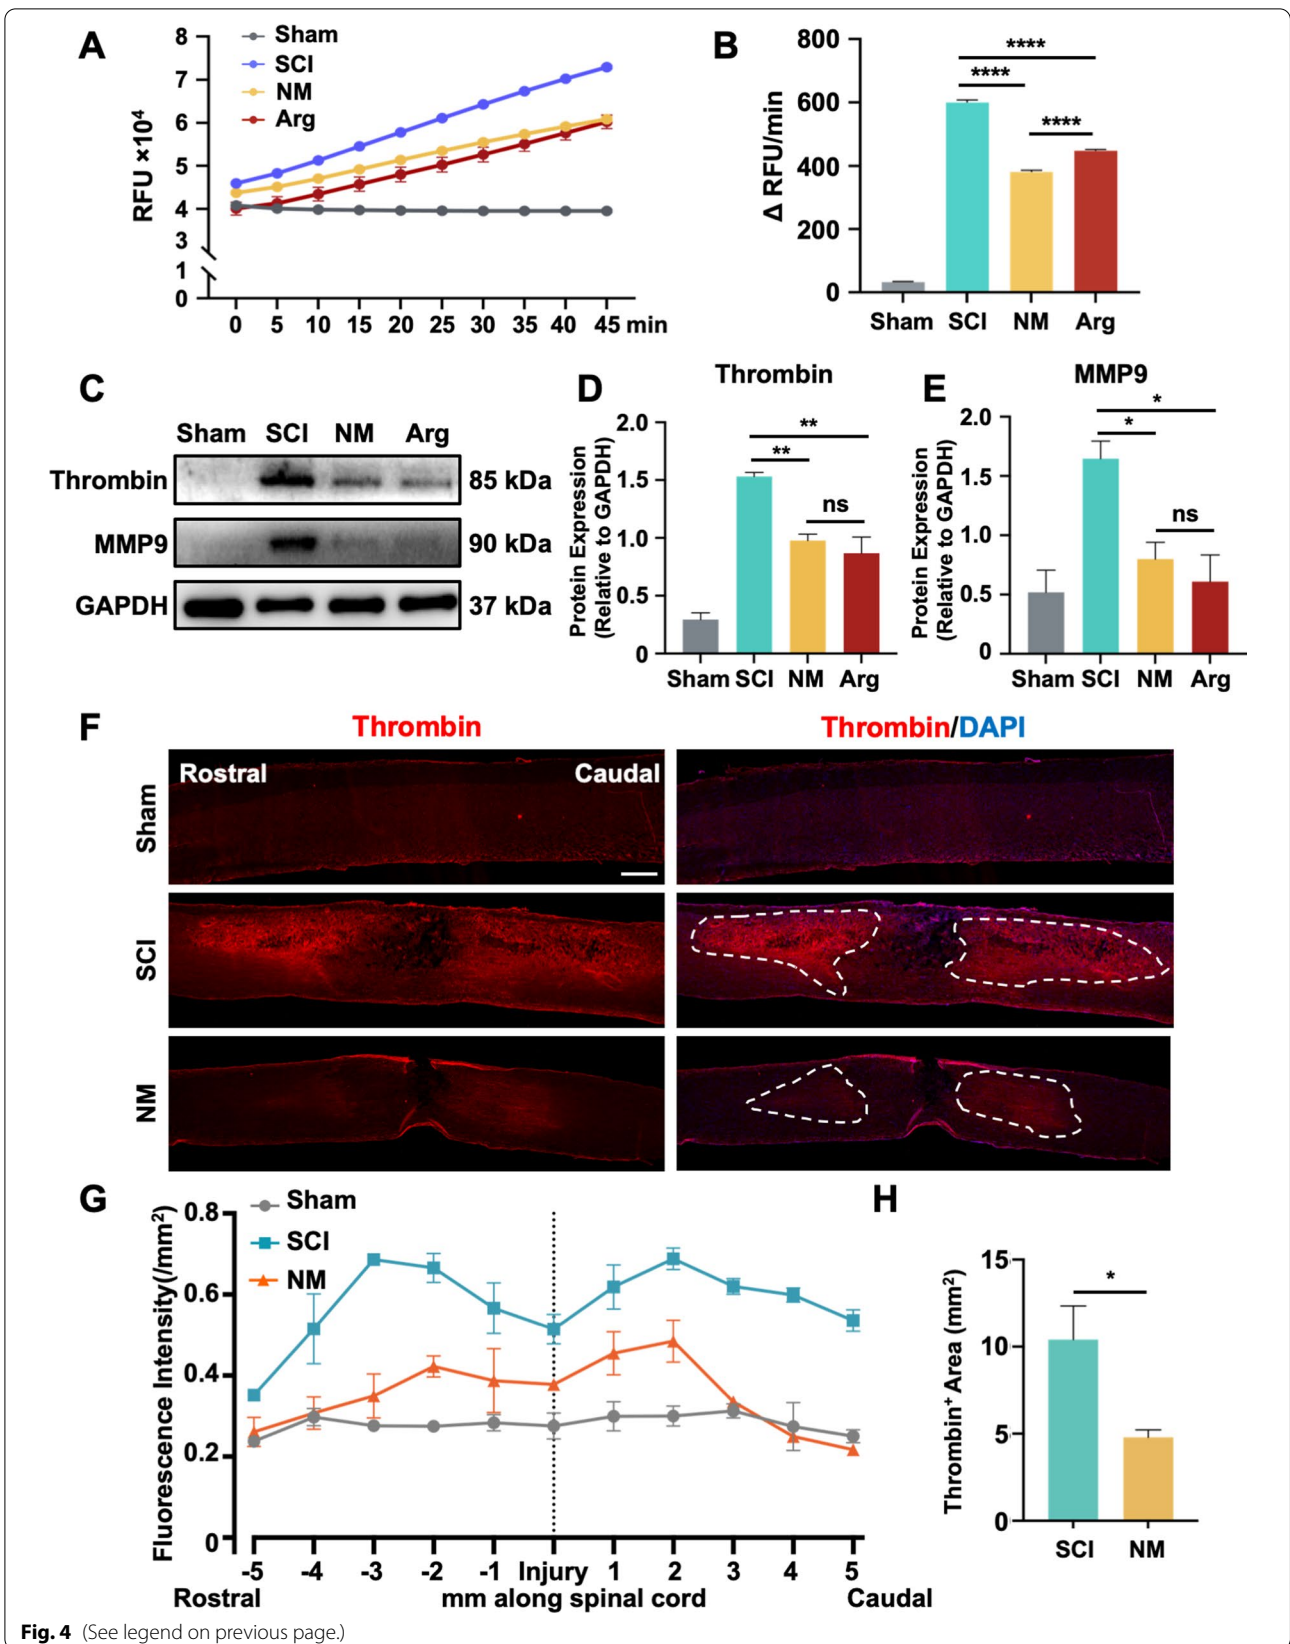 A
8
7
6
5
4
3
1
0
RFU ×10⁴
Sham
SCI
NM
Arg
0 5 10 15 20 25 30 35 40 45 min
B
800
600
400
200
0
Δ RFU/min
****
****
****
Sham SCI NM Arg
C
Sham SCI NM Arg
Thrombin 85 kDa
MMP9 90 kDa
GAPDH 37 kDa
D
Thrombin
Protein Expression
(Relative to GAPDH)
2.0
1.5
1.0
0.5
0
**
**
ns
Sham SCI NM Arg
E
MMP9
Protein Expression
(Relative to GAPDH)
2.0
1.5
1.0
0.5
0
*
*
ns
Sham SCI NM Arg
F
Thrombin
Thrombin/DAPI
Rostral Caudal
Sham
SCI
NM
G
Sham
SCI
NM
Fluorescence Intensity(/mm²)
0.8
0.6
0.4
0.2
0
-5 -4 -3 -2 -1 Injury 1 2 3 4 5
Rostral mm along spinal cord Caudal
H
Thrombin⁺ Area (mm²)
15
10
5
0
*
SCI NM
Fig. 4 (See legend on previous page.)